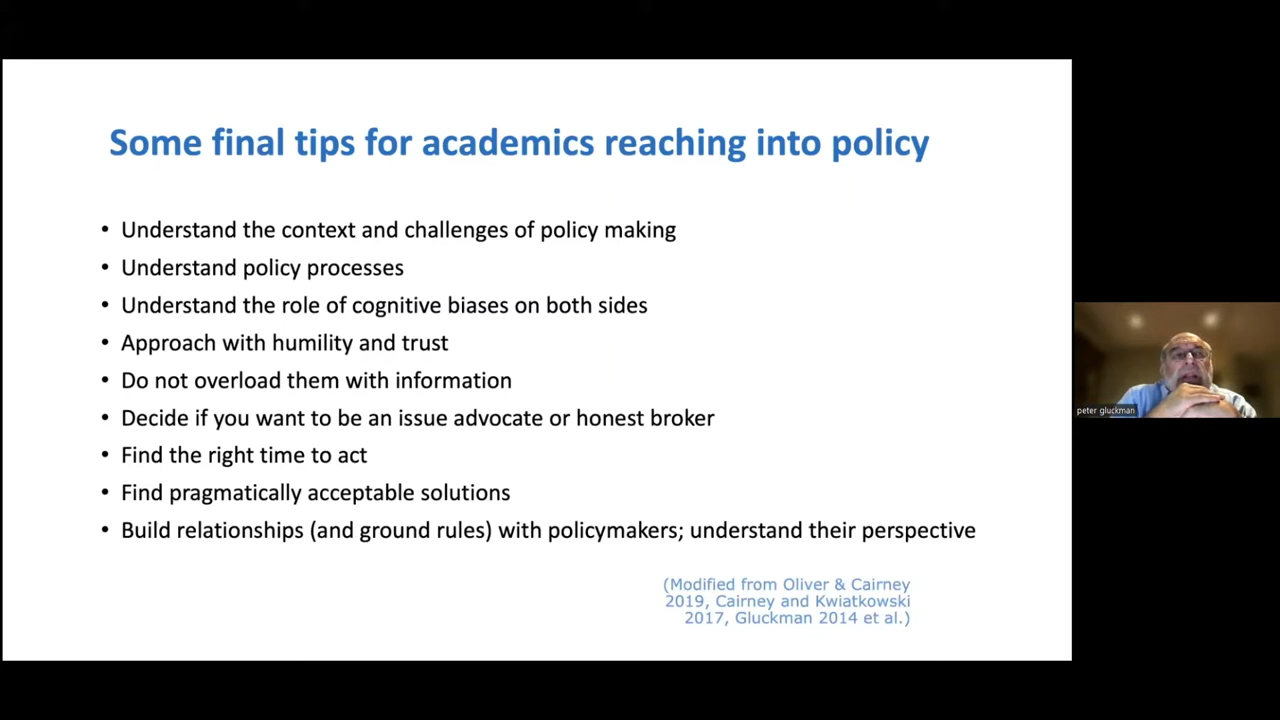 Some final tips for academics reaching into policy
• Understand the context and challenges of policy making
• Understand policy processes
• Understand the role of cognitive biases on both sides
• Approach with humility and trust
• Do not overload them with information
• Decide if you want to be an issue advocate or honest broker
• Find the right time to act
• Find pragmatically acceptable solutions
• Build relationships (and ground rules) with policymakers; understand their perspective
(Modified from Oliver & Cairney
2019, Cairney and Kwiatkowski
2017, Gluckman 2014 et al.)
peter gluckman